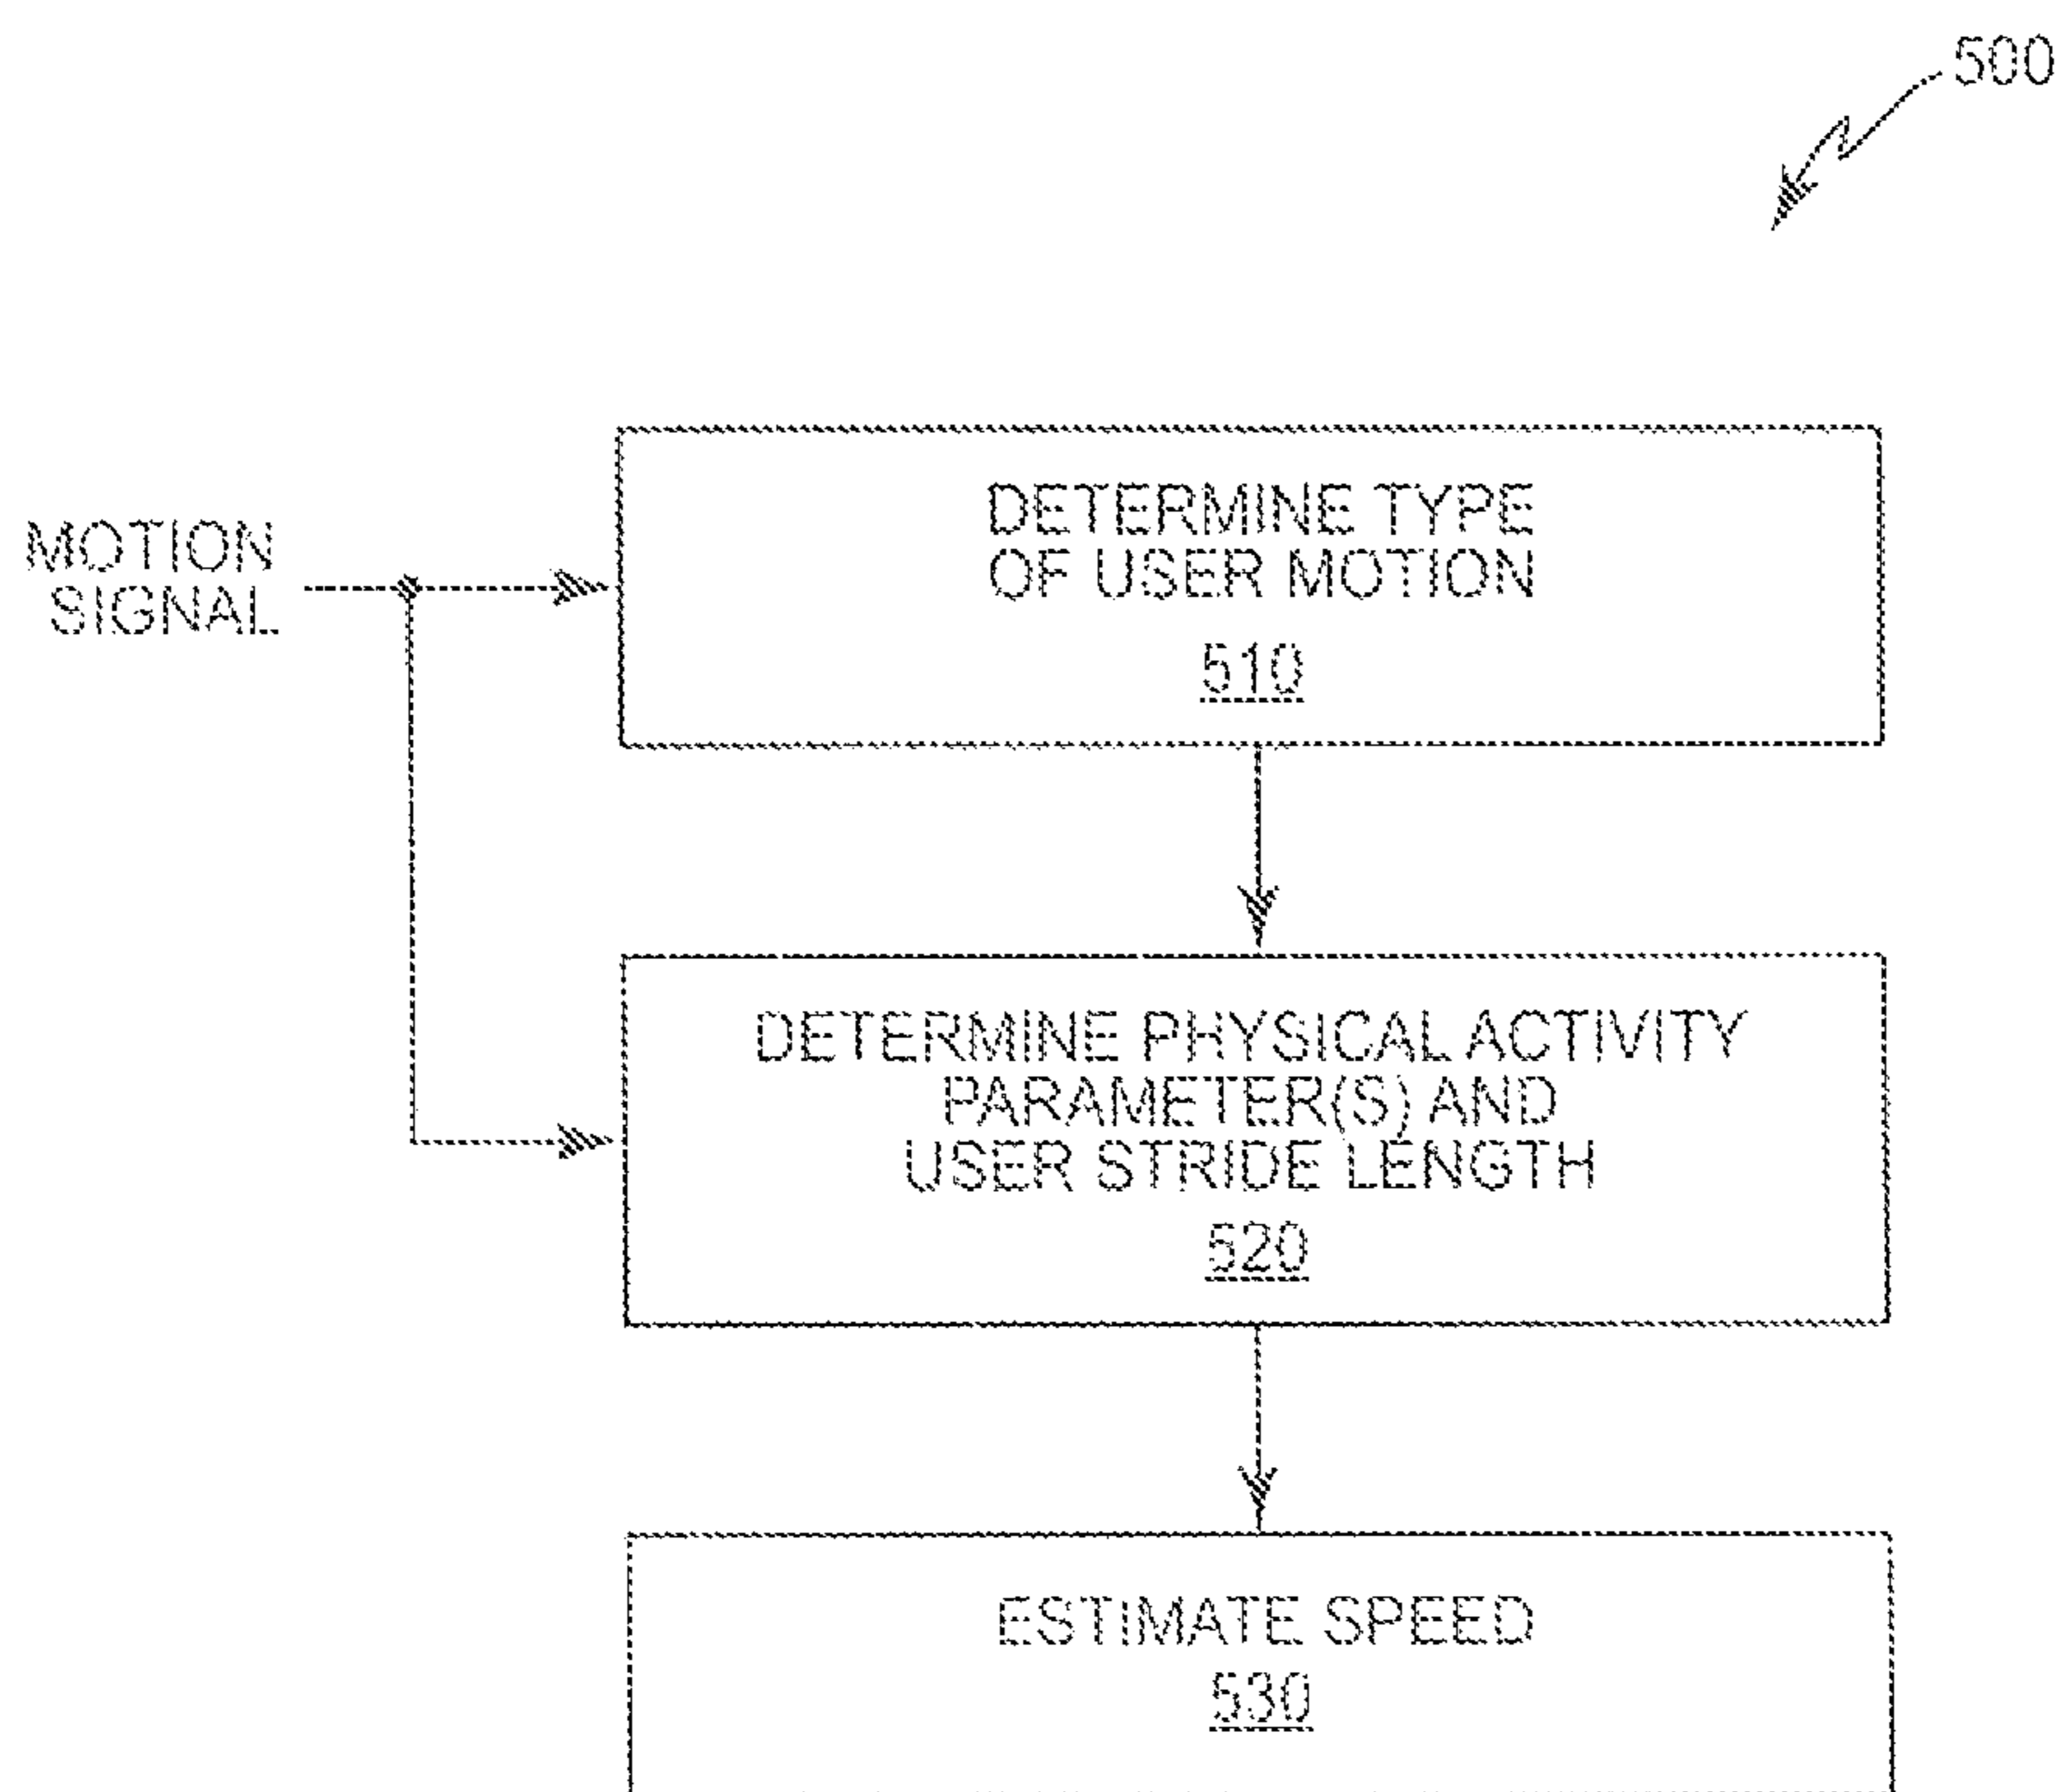 500
MOTION
SIGNAL
DETERMINE TYPE
OF USER MOTION
510
DETERMINE PHYSICAL ACTIVITY
PARAMETER(S) AND
USER STRIDE LENGTH
520
ESTIMATE SPEED
530